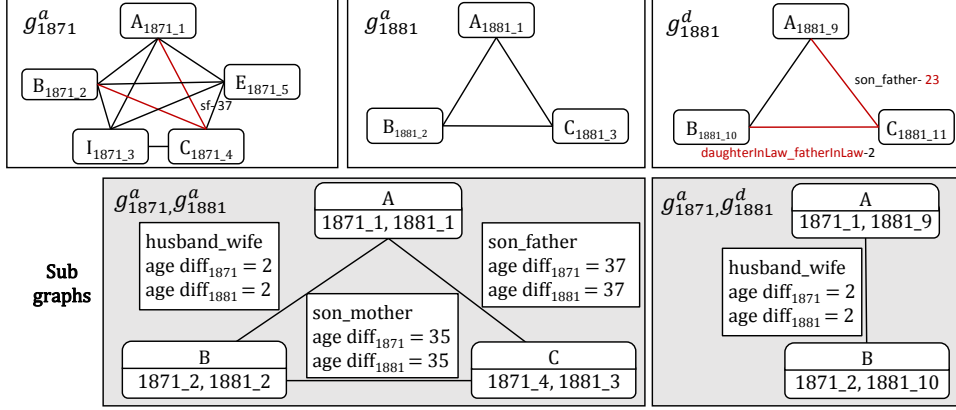 g^a_1871
A_1871_1
B_1871_2
E_1871_5
sf-37
I_1871_3
C_1871_4
g^a_1881
A_1881_1
B_1881_2
C_1881_3
g^d_1881
A_1881_9
son_father- 23
B_1881_10
C_1881_11
daughterInLaw_fatherInLaw-2
Sub
graphs
g^a_1871,g^a_1881
A
1871_1, 1881_1
husband_wife
age diff_1871 = 2
age diff_1881 = 2
son_father
age diff_1871 = 37
age diff_1881 = 37
son_mother
age diff_1871 = 35
age diff_1881 = 35
B
1871_2, 1881_2
C
1871_4, 1881_3
g^a_1871,g^d_1881
A
1871_1, 1881_9
husband_wife
age diff_1871 = 2
age diff_1881 = 2
B
1871_2, 1881_10